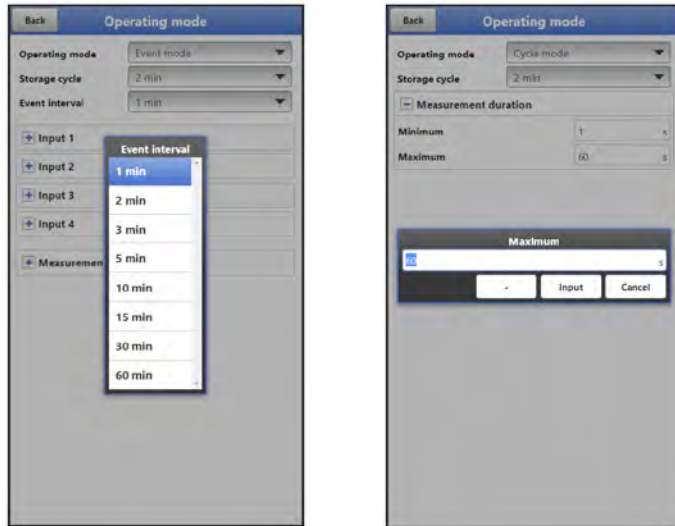 Back Operating mode
Operating mode Event mode
Storage cycle 2 min
Event interval 1 min
+ Input 1
+ Input 2
+ Input 3
+ Input 4
+ Measuremen
Event interval
1 min
2 min
3 min
5 min
10 min
15 min
30 min
60 min
Back Operating mode
Operating mode Cycle mode
Storage cycle 2 min
− Measurement duration
Minimum 1 s
Maximum 60 s
Maximum
60 s
- Input Cancel